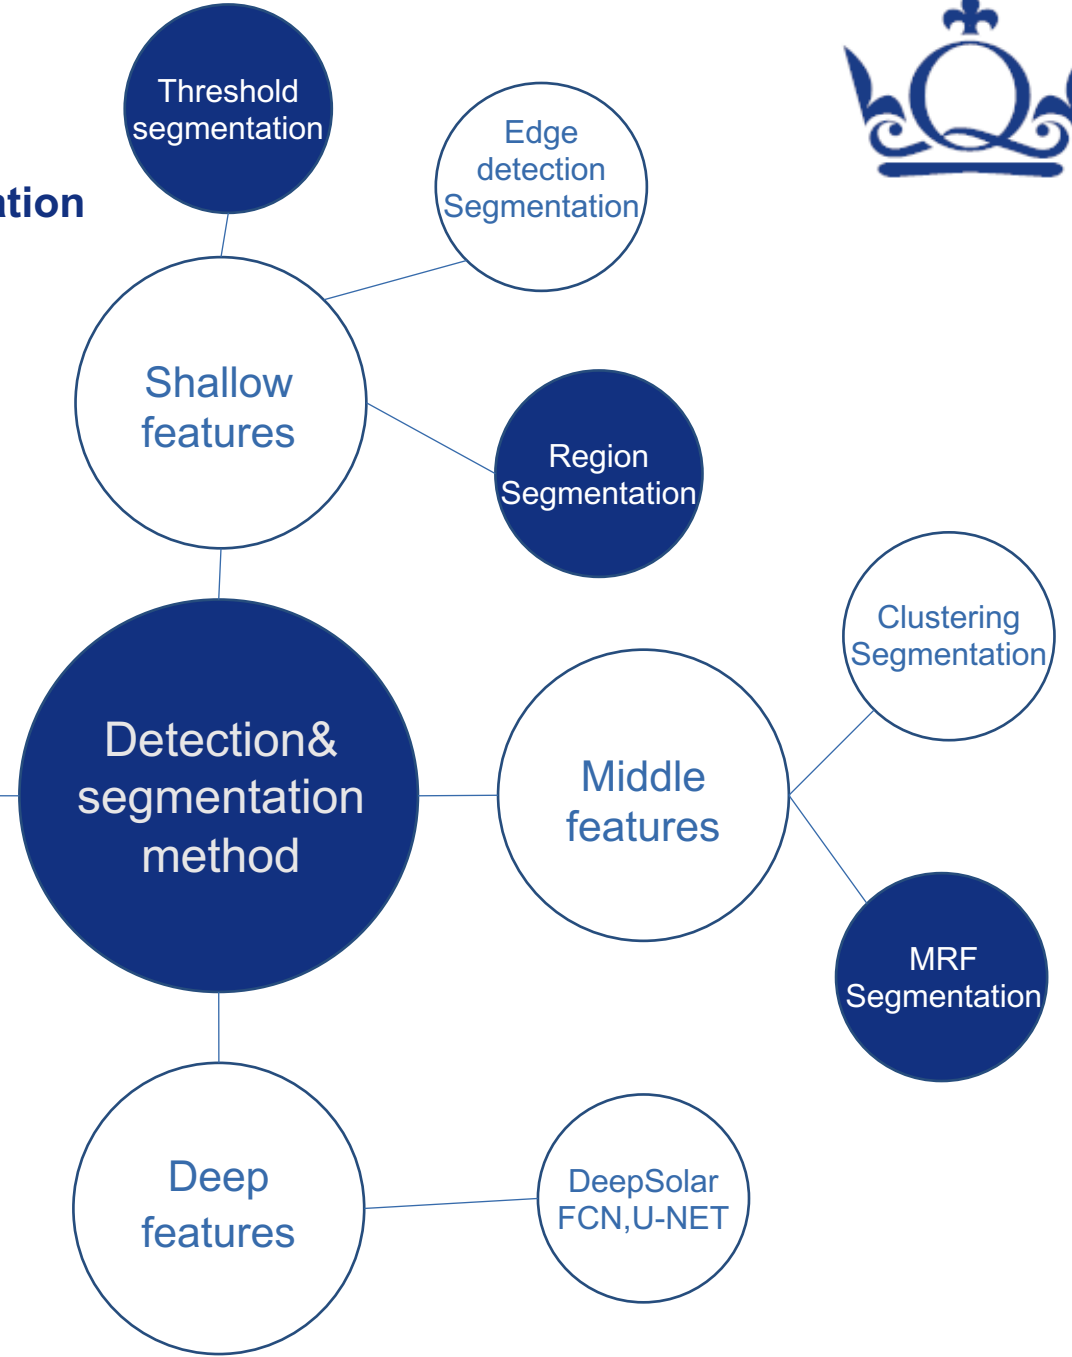 Threshold
segmentation
Edge
detection
Segmentation
Shallow
features
Region
Segmentation
Clustering
Segmentation
Detection&
segmentation
method
Middle
features
MRF
Segmentation
Deep
features
DeepSolar
FCN,U-NET